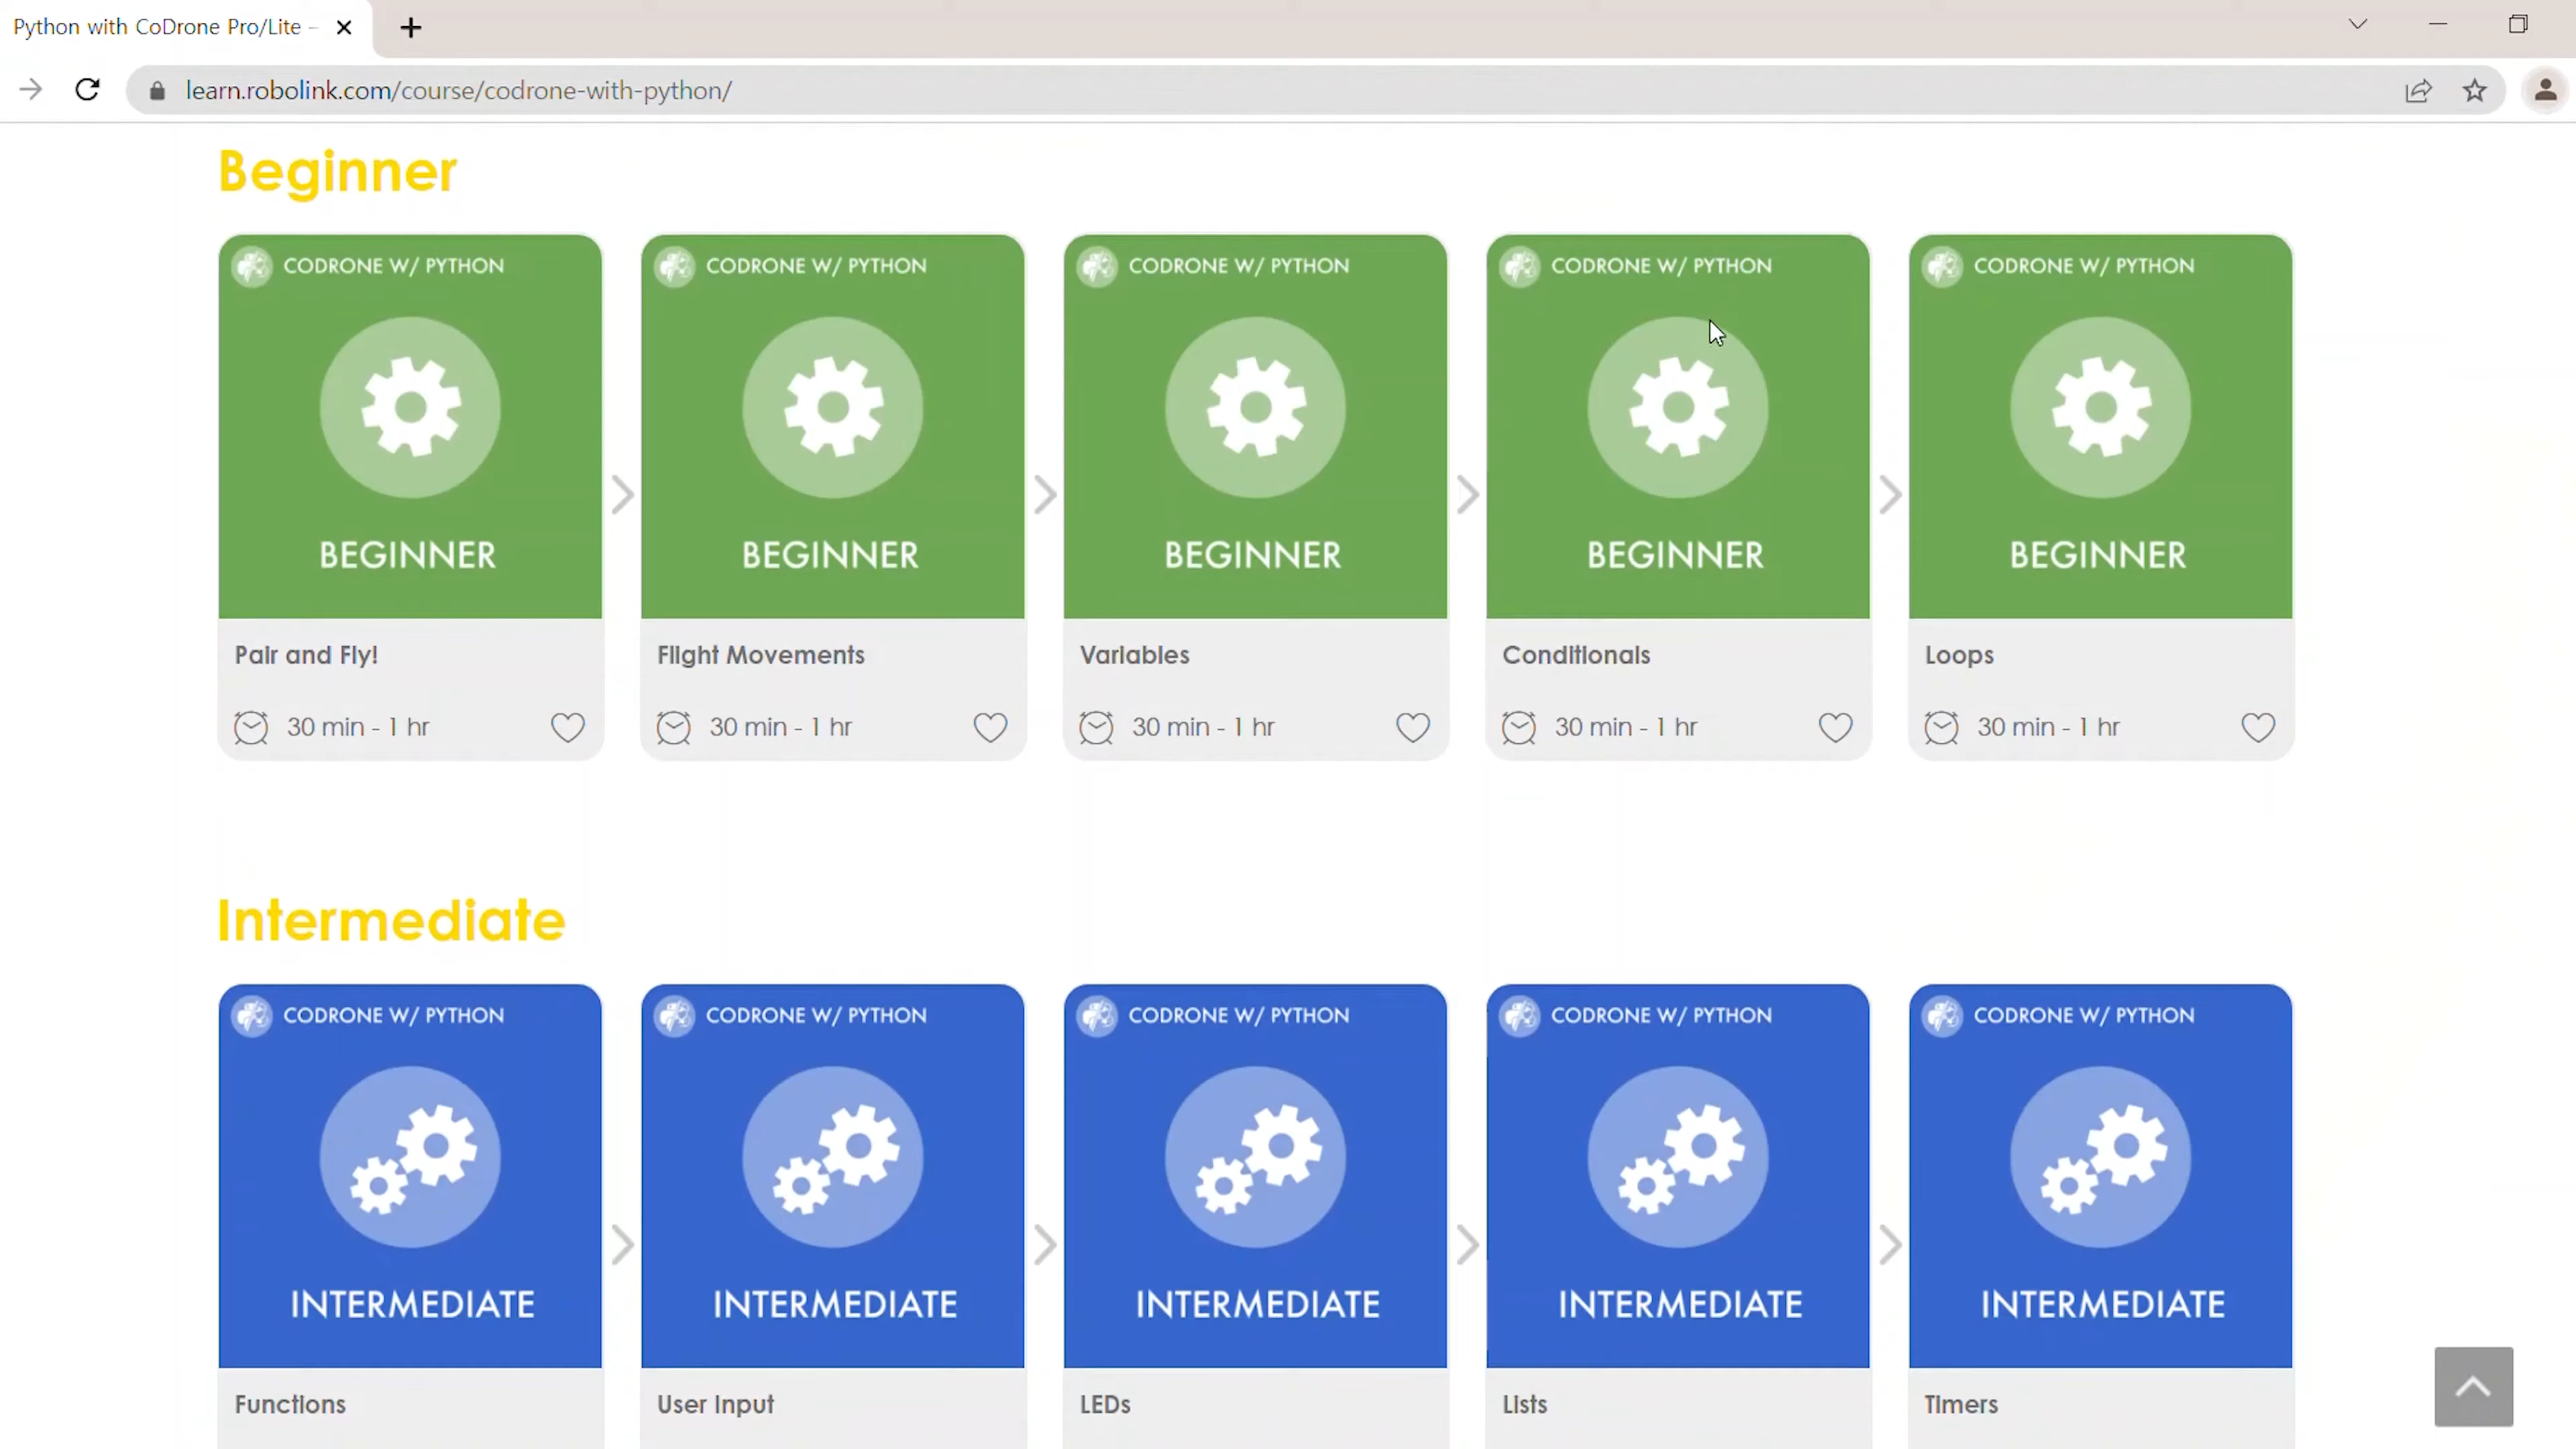 Python with CoDrone Pro/Lite –
learn.robolink.com/course/codrone-with-python/
Beginner
CODRONE W/ PYTHON
BEGINNER
Pair and Fly!
30 min - 1 hr
CODRONE W/ PYTHON
BEGINNER
Flight Movements
30 min - 1 hr
CODRONE W/ PYTHON
BEGINNER
Variables
30 min - 1 hr
CODRONE W/ PYTHON
BEGINNER
Conditionals
30 min - 1 hr
CODRONE W/ PYTHON
BEGINNER
Loops
30 min - 1 hr
Intermediate
CODRONE W/ PYTHON
INTERMEDIATE
Functions
CODRONE W/ PYTHON
INTERMEDIATE
User Input
CODRONE W/ PYTHON
INTERMEDIATE
LEDs
CODRONE W/ PYTHON
INTERMEDIATE
Lists
CODRONE W/ PYTHON
INTERMEDIATE
Timers